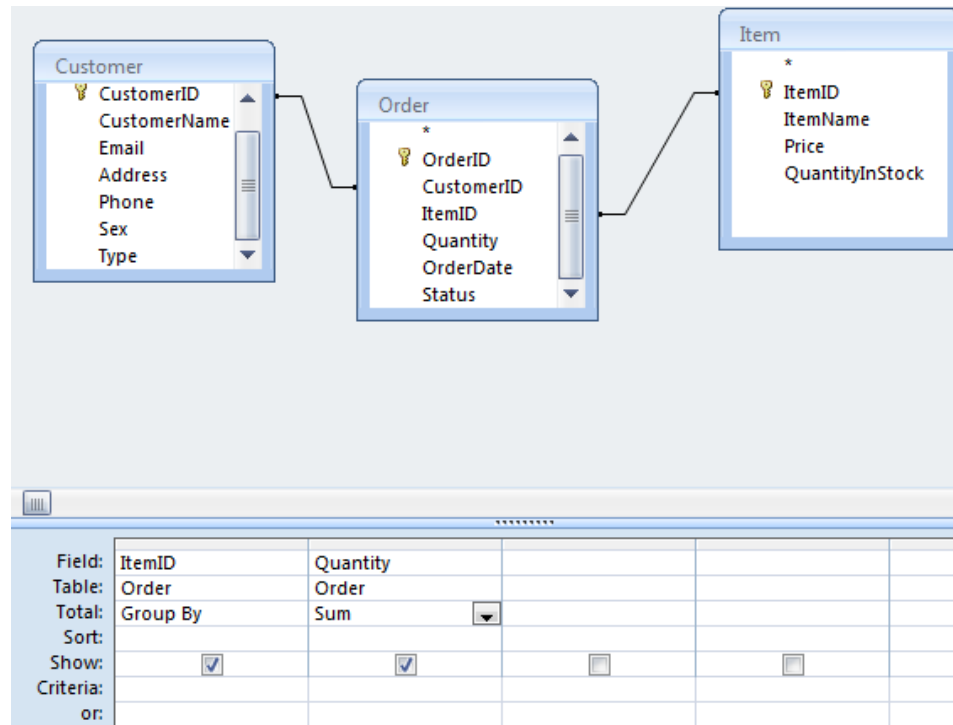 Customer
CustomerID
CustomerName
Email
Address
Phone
Sex
Type
Order
*
OrderID
CustomerID
ItemID
Quantity
OrderDate
Status
Item
*
ItemID
ItemName
Price
QuantityInStock
Field: ItemID Quantity
Table: Order Order
Total: Group By Sum
Sort:
Show:
Criteria:
or: